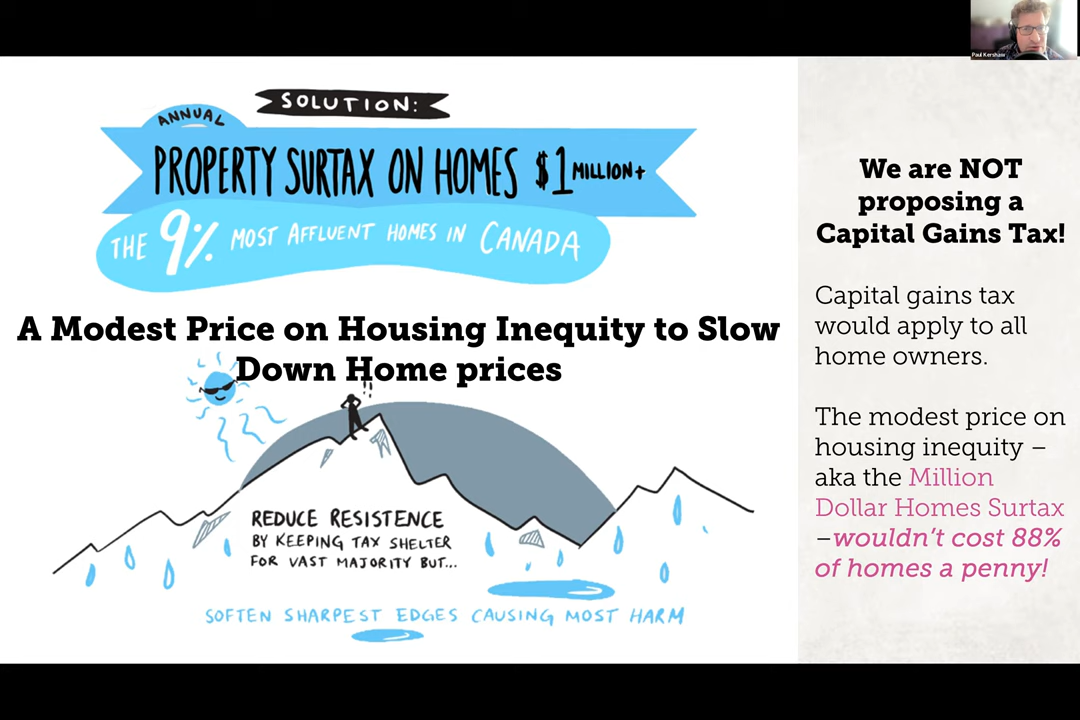 Paul Kershaw
SOLUTION:
ANNUAL
PROPERTY SURTAX ON HOMES $1 MILLION+
THE 9% MOST AFFLUENT HOMES IN CANADA
A Modest Price on Housing Inequity to Slow
Down Home prices
REDUCE RESISTENCE
BY KEEPING TAX SHELTER
FOR VAST MAJORITY BUT...
SOFTEN SHARPEST EDGES CAUSING MOST HARM
We are NOT
proposing a
Capital Gains Tax!
Capital gains tax
would apply to all
home owners.
The modest price on
housing inequity –
aka the Million
Dollar Homes Surtax
–wouldn't cost 88%
of homes a penny!